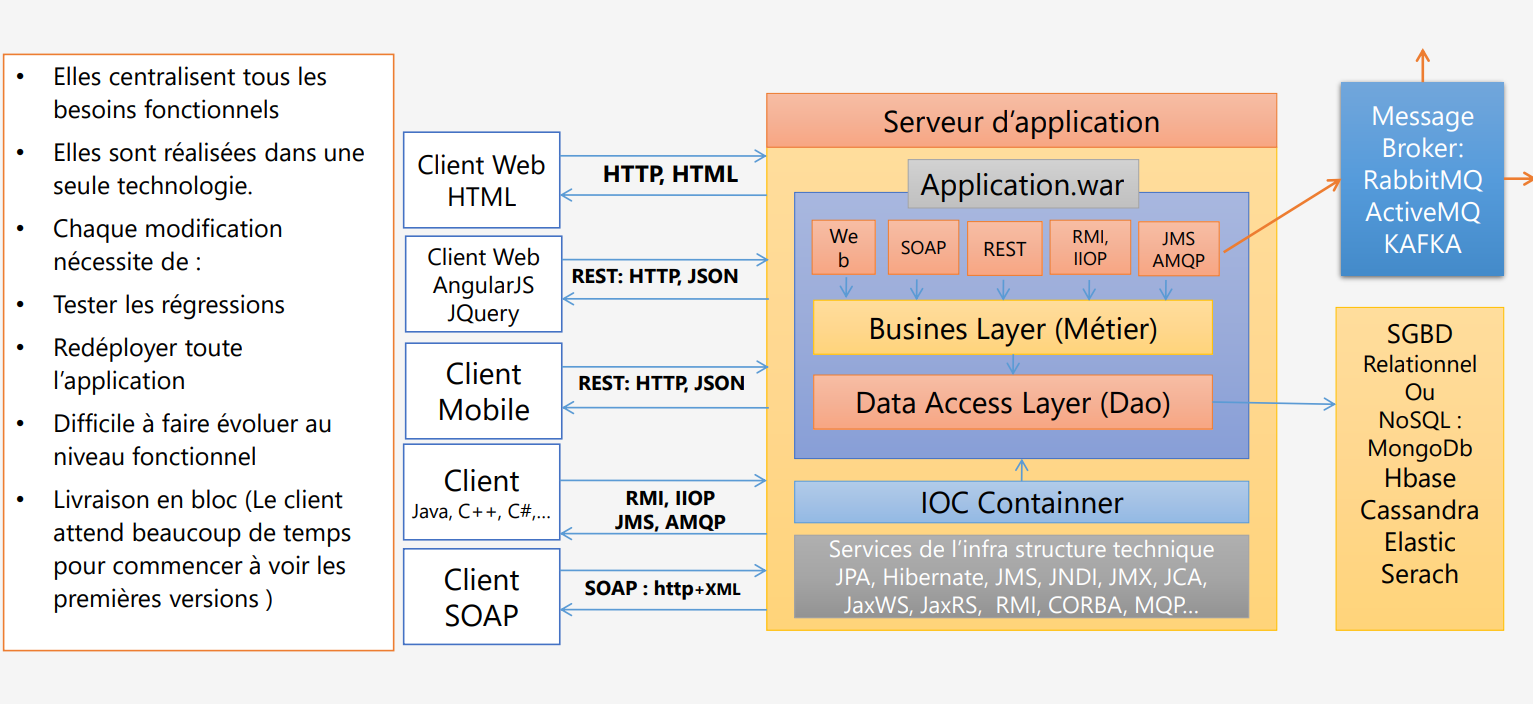 • Elles centralisent tous les
besoins fonctionnels
• Elles sont réalisées dans une
seule technologie.
• Chaque modification
nécessite de :
• Tester les régressions
• Redéployer toute
l’application
• Difficile à faire évoluer au
niveau fonctionnel
• Livraison en bloc (Le client
attend beaucoup de temps
pour commencer à voir les
premières versions )
Client Web
HTML
HTTP, HTML
Client Web
AngularJS
JQuery
REST: HTTP, JSON
Client
Mobile
REST: HTTP, JSON
Client
Java, C++, C#,...
RMI, IIOP
JMS, AMQP
Client
SOAP
SOAP : http+XML
Serveur d’application
Application.war
We
b
SOAP
REST
RMI,
IIOP
JMS
AMQP
Busines Layer (Métier)
Data Access Layer (Dao)
IOC Containner
Services de l’infra structure technique
JPA, Hibernate, JMS, JNDI, JMX, JCA,
JaxWS, JaxRS, RMI, CORBA, MQP...
Message
Broker:
RabbitMQ
ActiveMQ
KAFKA
SGBD
Relationnel
Ou
NoSQL :
MongoDb
Hbase
Cassandra
Elastic
Serach